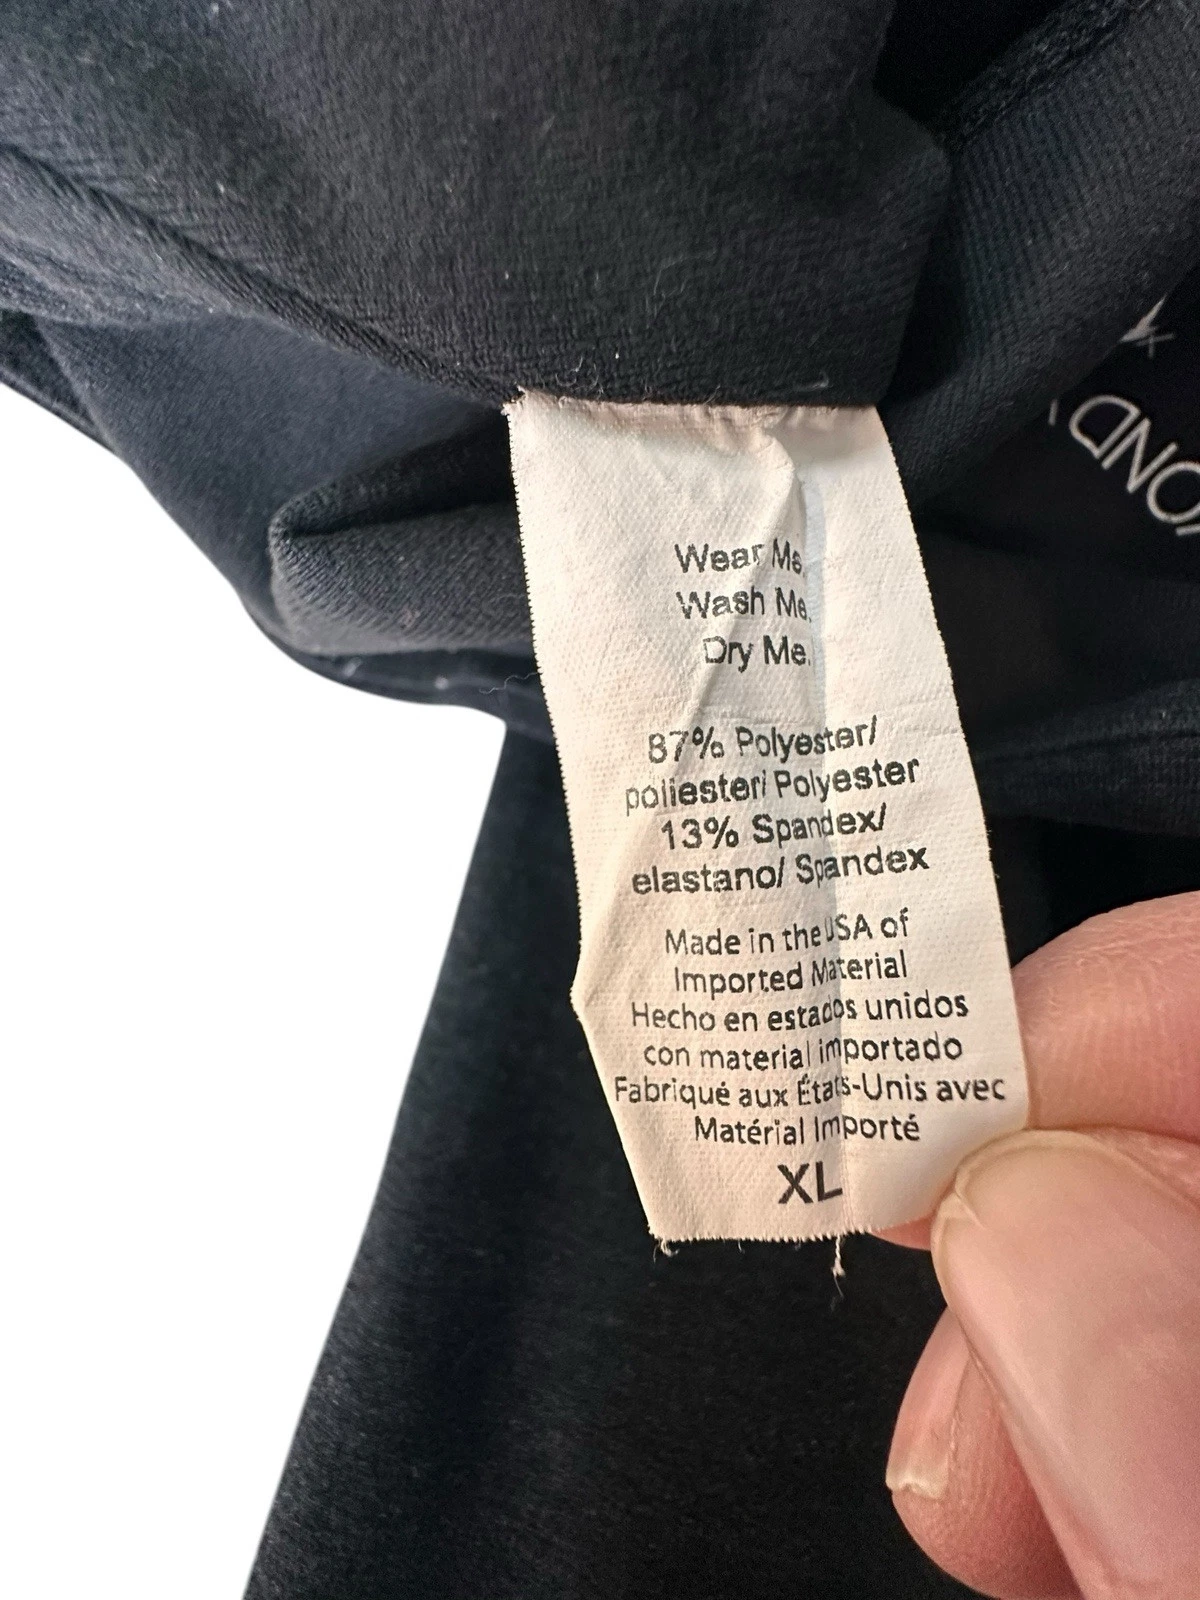 Wear Me.
Wash Me.
Dry Me.
87% Polyester/
poliester/ Polyester
13% Spandex/
elastano/ Spandex
Made in the USA of
Imported Material
Hecho en estados unidos
con material importado
Fabriqué aux États-Unis avec
Matérial Importé
XL